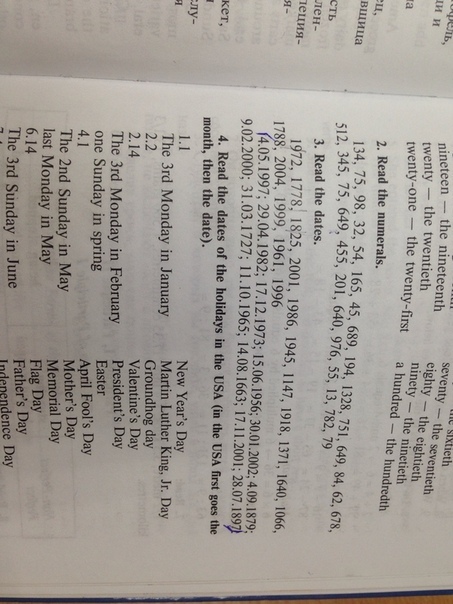 nineteen — the nineteenth
twenty — the twentieth
twenty-one — the twenty-first
seventy — the seventieth
eighty — the eightieth
ninety — the ninetieth
a hundred — the hundredth
2. Read the numerals.
134, 75, 98, 32, 54, 165, 45, 689, 194, 1328, 751, 649, 84, 62, 678,
512, 345, 75, 649, 455, 201, 640, 976, 55, 13, 782, 79
3. Read the dates.
1972, 1778, 1825, 2001, 1986, 1945, 1147, 1918, 1371, 1640, 1066,
1788, 2004, 1999, 1961, 1996
14.05.1997; 29.04.1982; 17.12.1973; 15.06.1956; 30.01.2002; 4.09.1879;
9.02.2000; 31.03.1727; 11.10.1965; 14.08.1663; 17.11.2001; 28.07.1897
4. Read the dates of the holidays in the USA (in the USA first goes the
month, then the date).
1.1 New Year's Day
The 3rd Monday in January Martin Luther King, Jr. Day
2.2 Groundhog day
2.14 Valentine's Day
The 3rd Monday in February President's Day
one Sunday in spring Easter
4.1 April Fool's Day
The 2nd Sunday in May Mother's Day
last Monday in May Memorial Day
6.14 Flag Day
The 3rd Sunday in June Father's Day
Independence Day